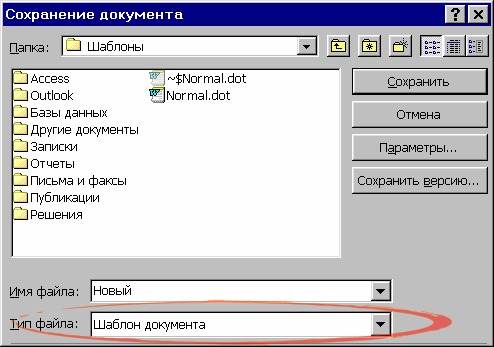 Сохранение документа
Папка: Шаблоны
Access
Outlook
Базы данных
Другие документы
Записки
Отчеты
Письма и факсы
Публикации
Решения
~$Normal.dot
Normal.dot
Сохранить
Отмена
Параметры...
Сохранить версию...
Имя файла: Новый
Тип файла: Шаблон документа